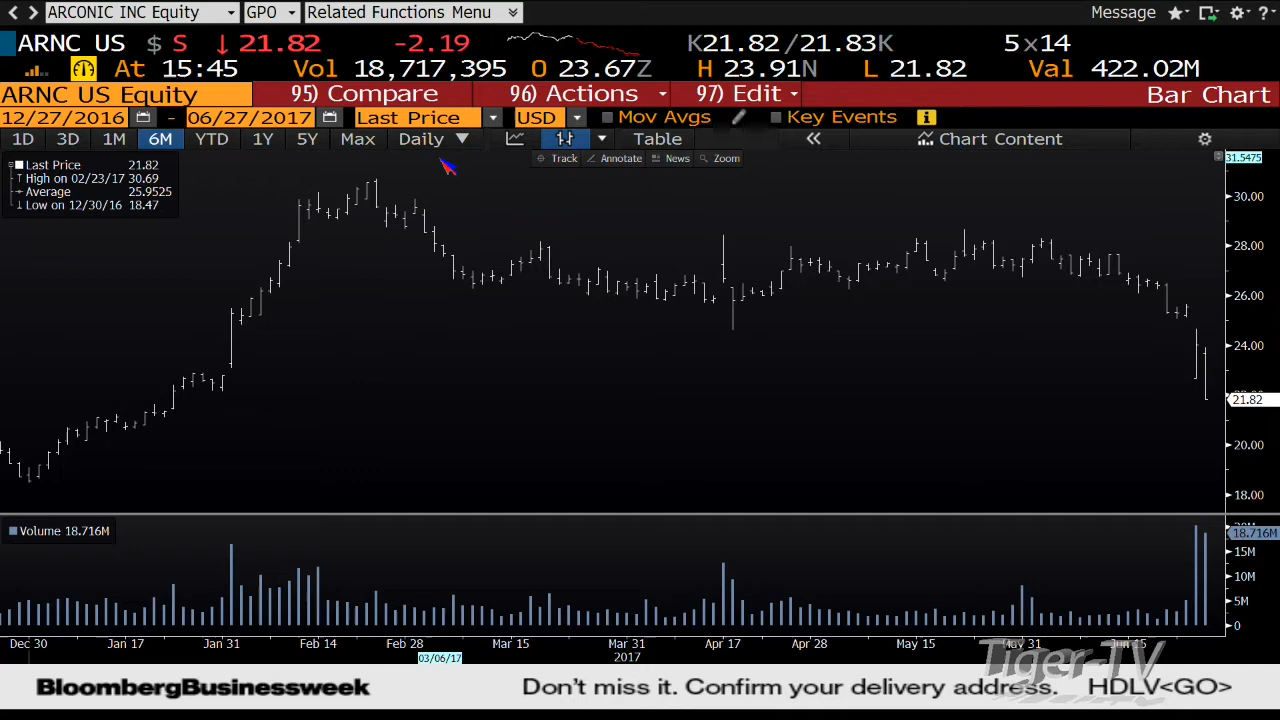 ARCONIC INC Equity GPO Related Functions Menu Message ?
ARNC US $ S ↓21.82 -2.19 K21.82/21.83K 5x14
At 15:45 Vol 18,717,395 O 23.67Z H 23.91N L 21.82 Val 422.02M
ARNC US Equity 95) Compare 96) Actions 97) Edit Bar Chart
12/27/2016 - 06/27/2017 Last Price USD Mov Avgs Key Events
1D 3D 1M 6M YTD 1Y 5Y Max Daily Table Chart Content
Track Annotate News Zoom
Last Price 21.82
High on 02/23/17 30.69
Average 25.9525
Low on 12/30/16 18.47
31.5475
30.00
28.00
26.00
24.00
21.82
20.00
18.00
Volume 18.716M
18.716M
15M
10M
5M
0
Dec 30 Jan 17 Jan 31 Feb 14 Feb 28 Mar 15 Mar 31 Apr 17 Apr 28 May 15 May 31 Jun 15
03/06/17 2017
Tiger-TV
BloombergBusinessweek Don't miss it. Confirm your delivery address. HDLV<GO>